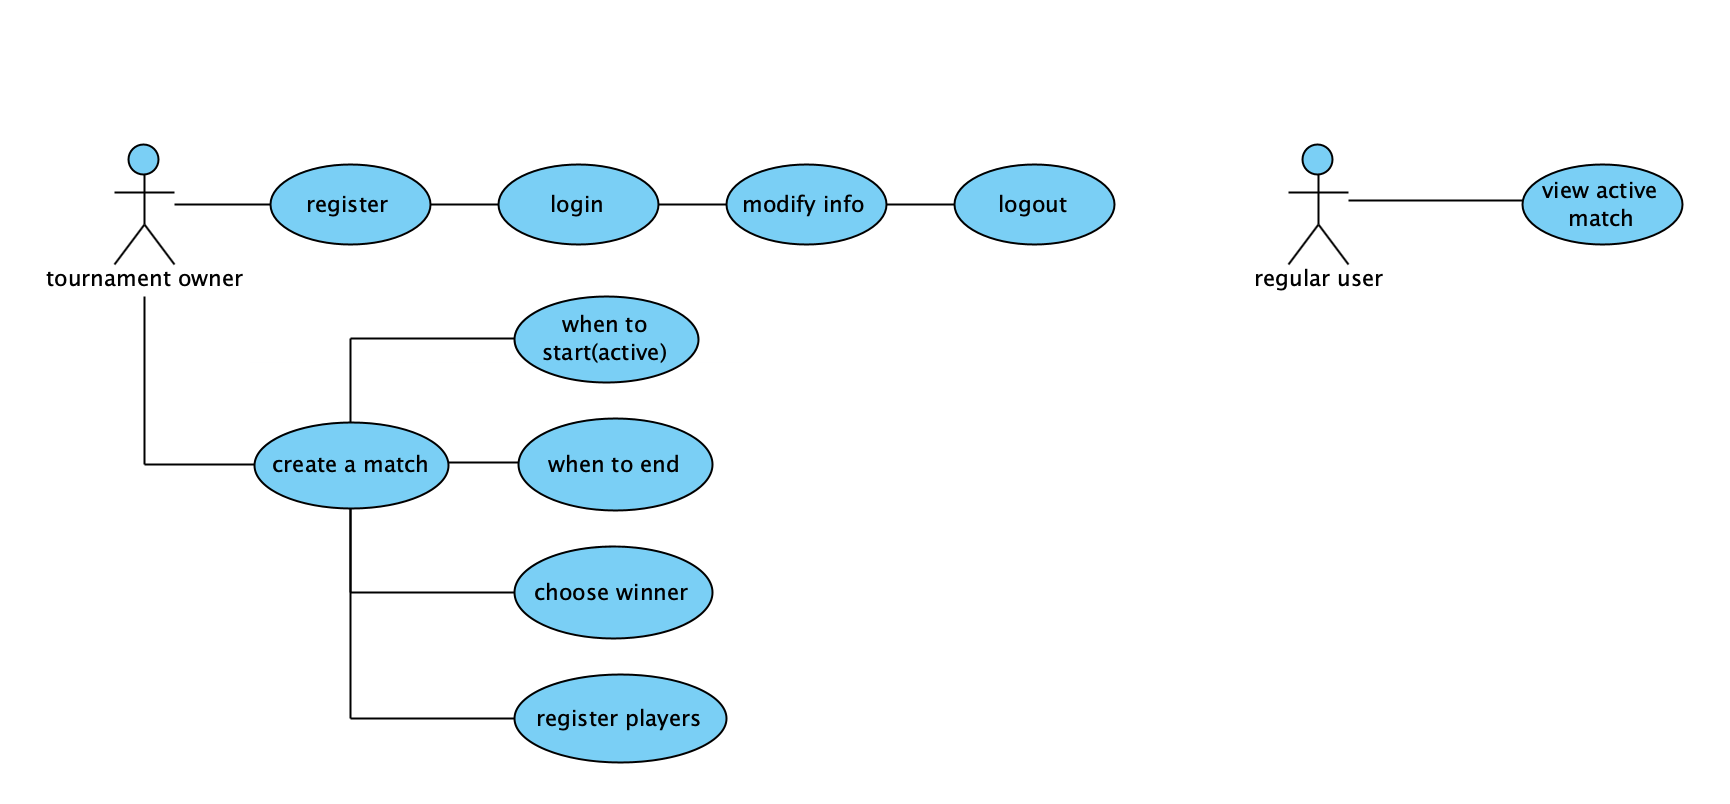 register
login
modify info
logout
view active
match
tournament owner
regular user
when to
start(active)
create a match
when to end
choose winner
register players